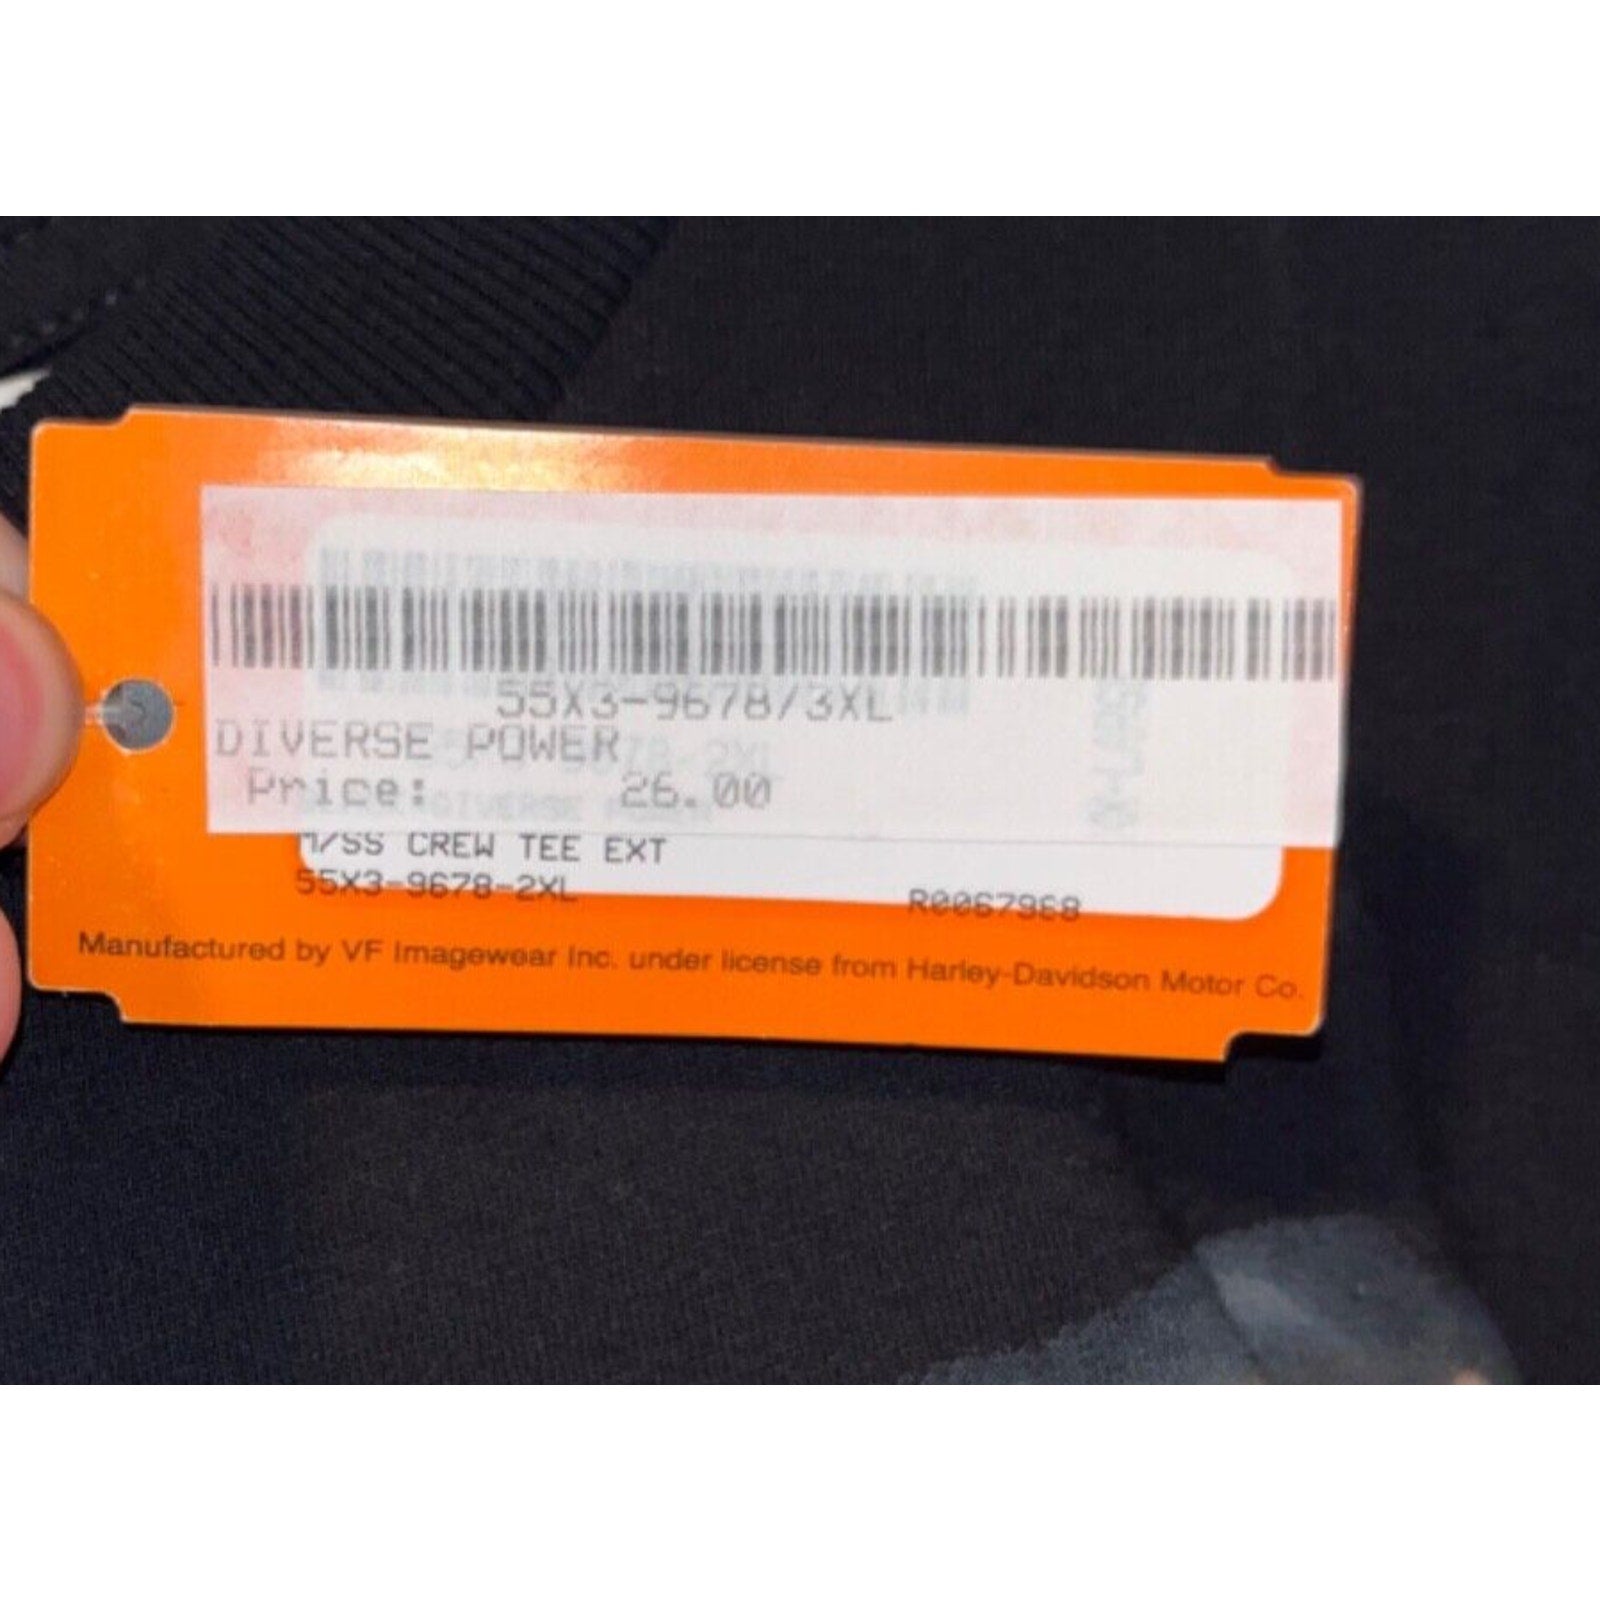 55X3-9678/3XL
DIVERSE POWER
Price: 26.00
M/SS CREW TEE EXT
55X3-9678-2XL R0067968
Manufactured by VF Imagewear Inc. under license from Harley-Davidson Motor Co.